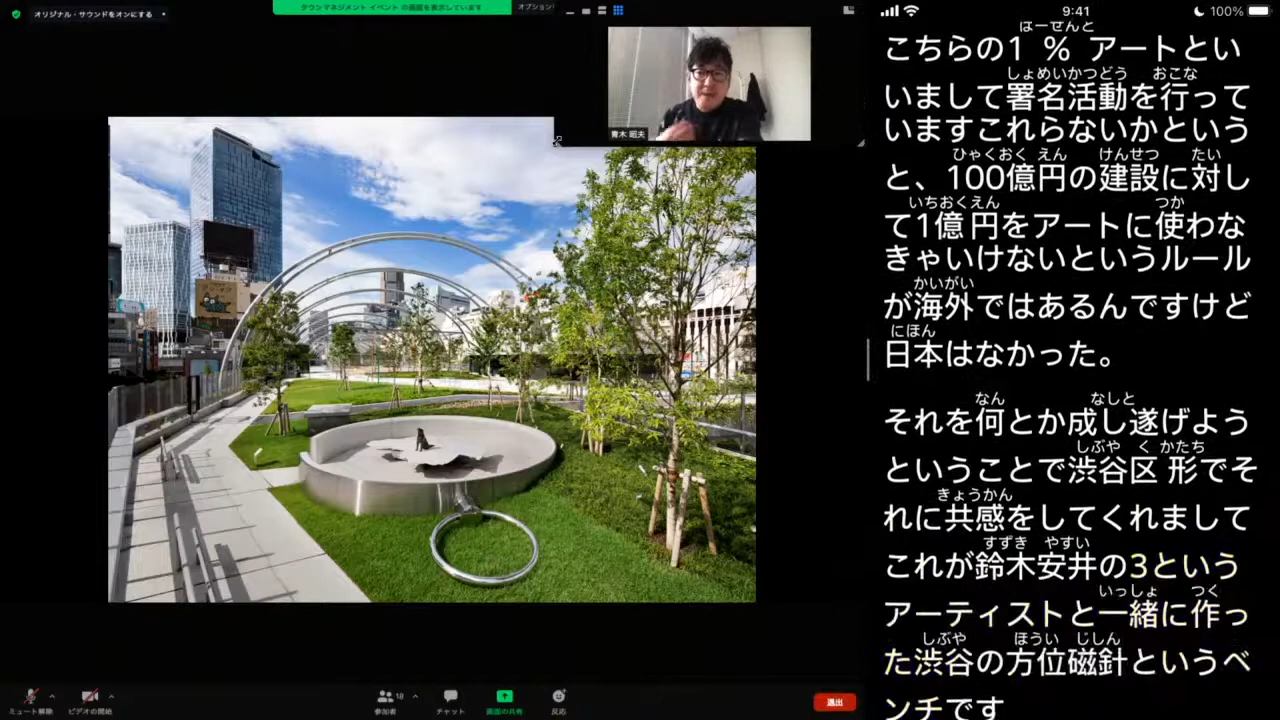 オリジナル・サウンドをオンにする
タウンマネジメント イベント の画面を表示しています
オプション
青木 昭夫
ミュート解除
ビデオの開始
18
参加者
チャット
画面の共有
反応
退出
9:41
100%
ぱーせんと
こちらの1 % アートとい
しょめいかつどう おこな
いまして署名活動を行って
いますこれらないかという
ひゃくおく えん けんせつ たい
と、100億円の建設に対し
いちおくえん つか
て1億円をアートに使わな
きゃいけないというルール
かいがい
が海外ではあるんですけど
にほん
日本はなかった。
なん なしと
それを何とか成し遂げよう
しぶや く かたち
ということで渋谷区 形でそ
きょうかん
れに共感をしてくれまして
すずき やすい
これが鈴木安井の3という
いっしょ つく
アーティストと一緒に作っ
しぶや ほうい じしん
た渋谷の方位磁針というベ
ンチです